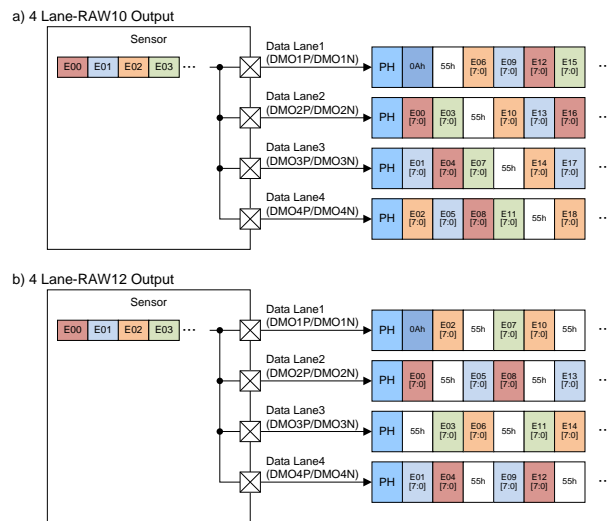 a) 4 Lane-RAW10 Output
Sensor
E00 E01 E02 E03 ···
Data Lane1
(DMO1P/DMO1N)
PH 0Ah 55h E06 [7:0] E09 [7:0] E12 [7:0] E15 [7:0] ···
Data Lane2
(DMO2P/DMO2N)
PH E00 [7:0] E03 [7:0] 55h E10 [7:0] E13 [7:0] E16 [7:0] ···
Data Lane3
(DMO3P/DMO3N)
PH E01 [7:0] E04 [7:0] E07 [7:0] 55h E14 [7:0] E17 [7:0] ···
Data Lane4
(DMO4P/DMO4N)
PH E02 [7:0] E05 [7:0] E08 [7:0] E11 [7:0] 55h E18 [7:0] ···
b) 4 Lane-RAW12 Output
Sensor
E00 E01 E02 E03 ···
Data Lane1
(DMO1P/DMO1N)
PH 0Ah E02 [7:0] 55h E07 [7:0] E10 [7:0] 55h ···
Data Lane2
(DMO2P/DMO2N)
PH E00 [7:0] 55h E05 [7:0] E08 [7:0] 55h E13 [7:0] ···
Data Lane3
(DMO3P/DMO3N)
PH 55h E03 [7:0] E06 [7:0] 55h E11 [7:0] E14 [7:0] ···
Data Lane4
(DMO4P/DMO4N)
PH E01 [7:0] E04 [7:0] 55h E09 [7:0] E12 [7:0] 55h ···